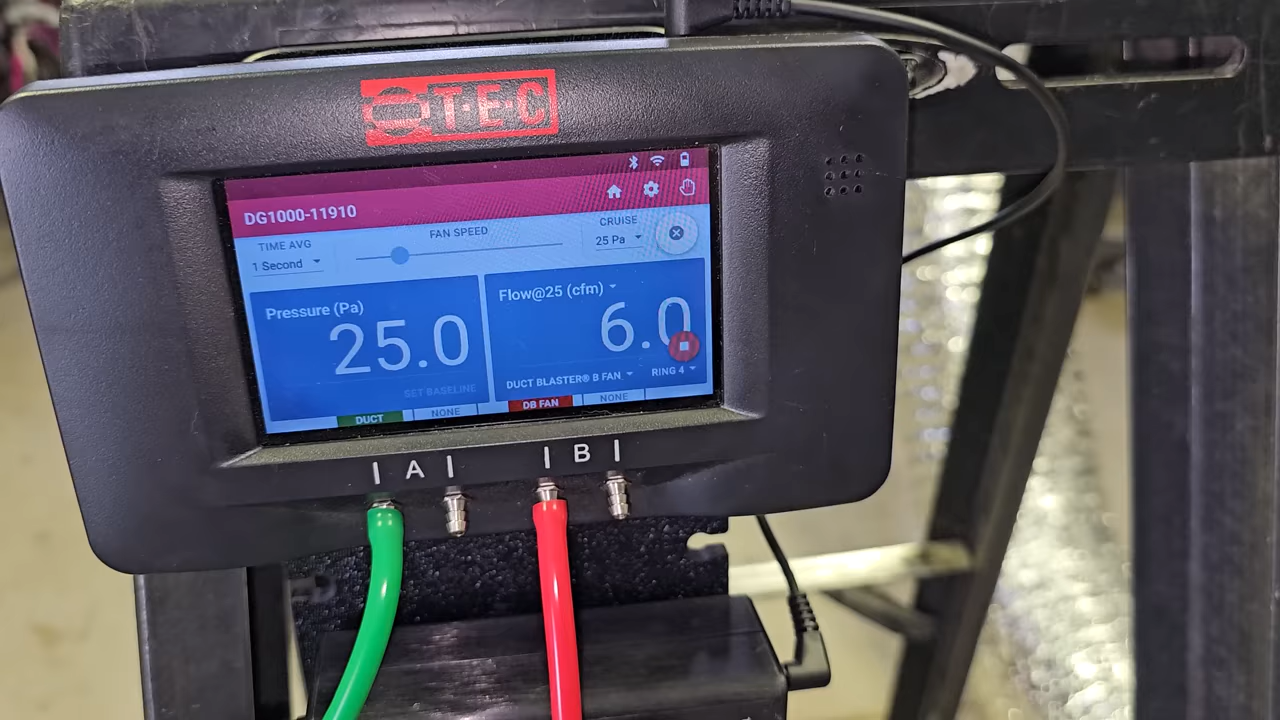 T·E·C
DG1000-11910
TIME AVG
1 Second
FAN SPEED
CRUISE
25 Pa
Pressure (Pa)
25.0
SET BASELINE
Flow@25 (cfm)
6.0
DUCT BLASTER® B FAN
RING 4
DUCT
NONE
DB FAN
NONE
A
B